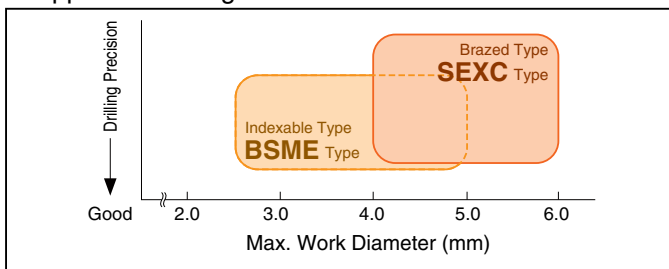 Drilling Precision
Brazed Type
SEXC Type
Indexable Type
BSME Type
Good
2.0 3.0 4.0 5.0 6.0
Max. Work Diameter (mm)